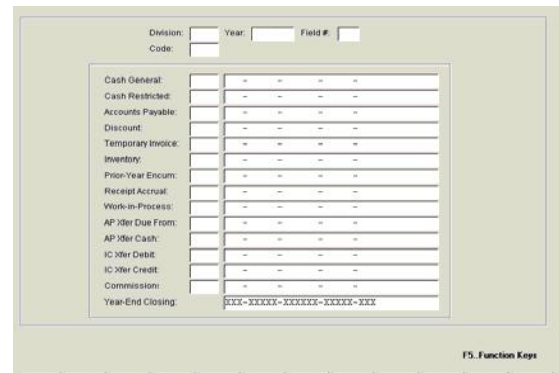 Division: Year: Field #:
Code:
Cash General: - - - -
Cash Restricted: - - - -
Accounts Payable: - - - -
Discount: - - - -
Temporary Invoice: - - - -
Inventory: - - - -
Prior-Year Encum: - - - -
Receipt Accrual: - - - -
Work-in-Process: - - - -
AP Xfer Due From: - - - -
AP Xfer Cash: - - - -
IC Xfer Debit: - - - -
IC Xfer Credit: - - - -
Commission: - - - -
Year-End Closing: XXX-XXXXX-XXXXXX-XXXXX-XXX
F5..Function Keys